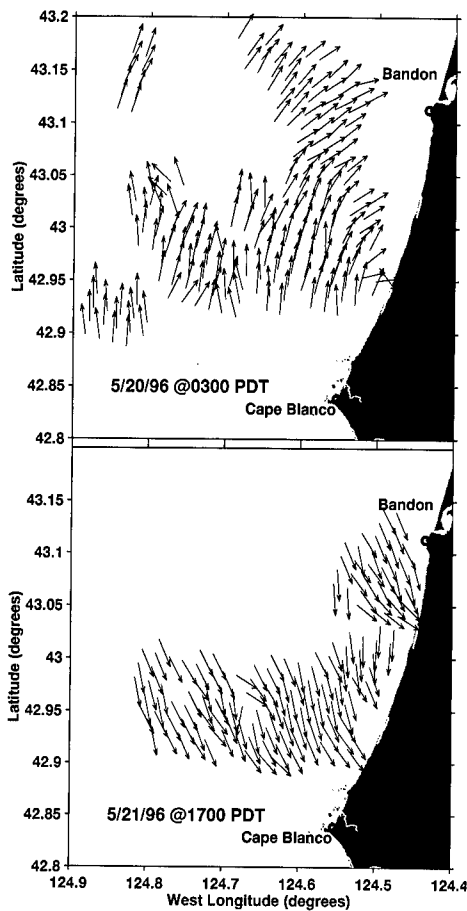 43.2
43.15
Bandon
43.1
43.05
43
42.95
42.9
42.85
42.8
Latitude (degrees)
5/20/96 @0300 PDT
Cape Blanco
43.15
Bandon
43.1
43.05
43
42.95
42.9
42.85
42.8
Latitude (degrees)
5/21/96 @1700 PDT
Cape Blanco
124.9 124.8 124.7 124.6 124.5 124.4
West Longitude (degrees)